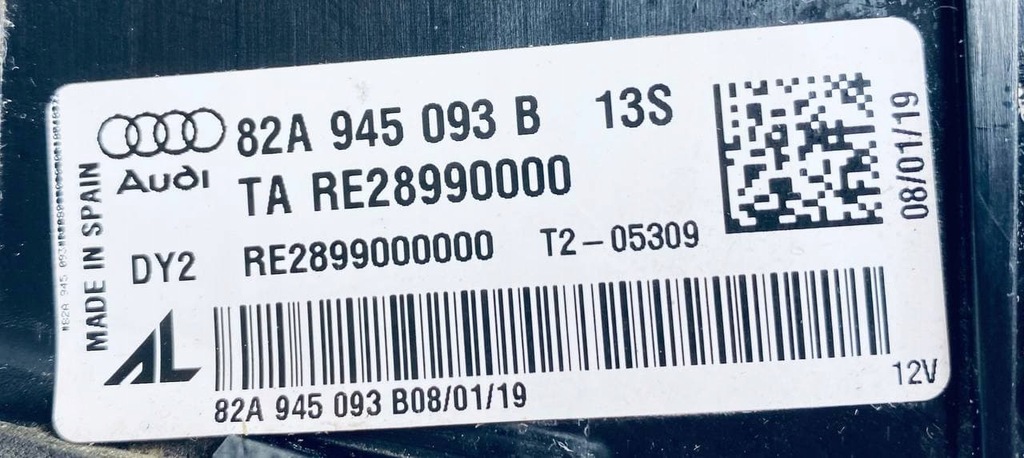 82A 945 093 B 13S
Audi
TA RE28990000
DY2 RE2899000000 T2-05309
AL
82A 945 093 B08/01/19
12V
MADE IN SPAIN
08/01/19